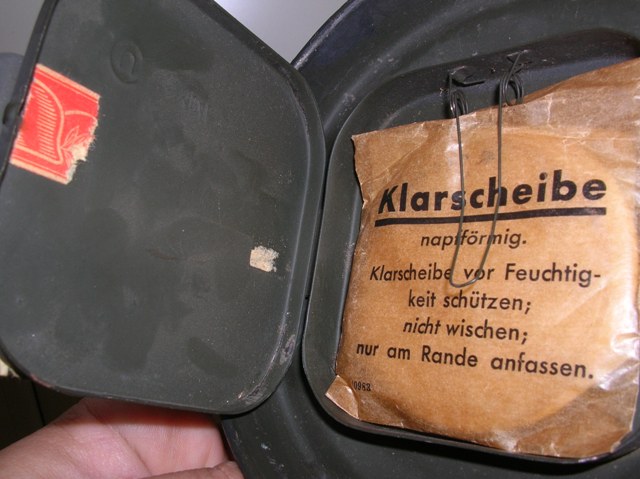 Klarscheibe
napfförmig.
Klarscheibe vor Feuchtig-
keit schützen;
nicht wischen;
nur am Rande anfassen.